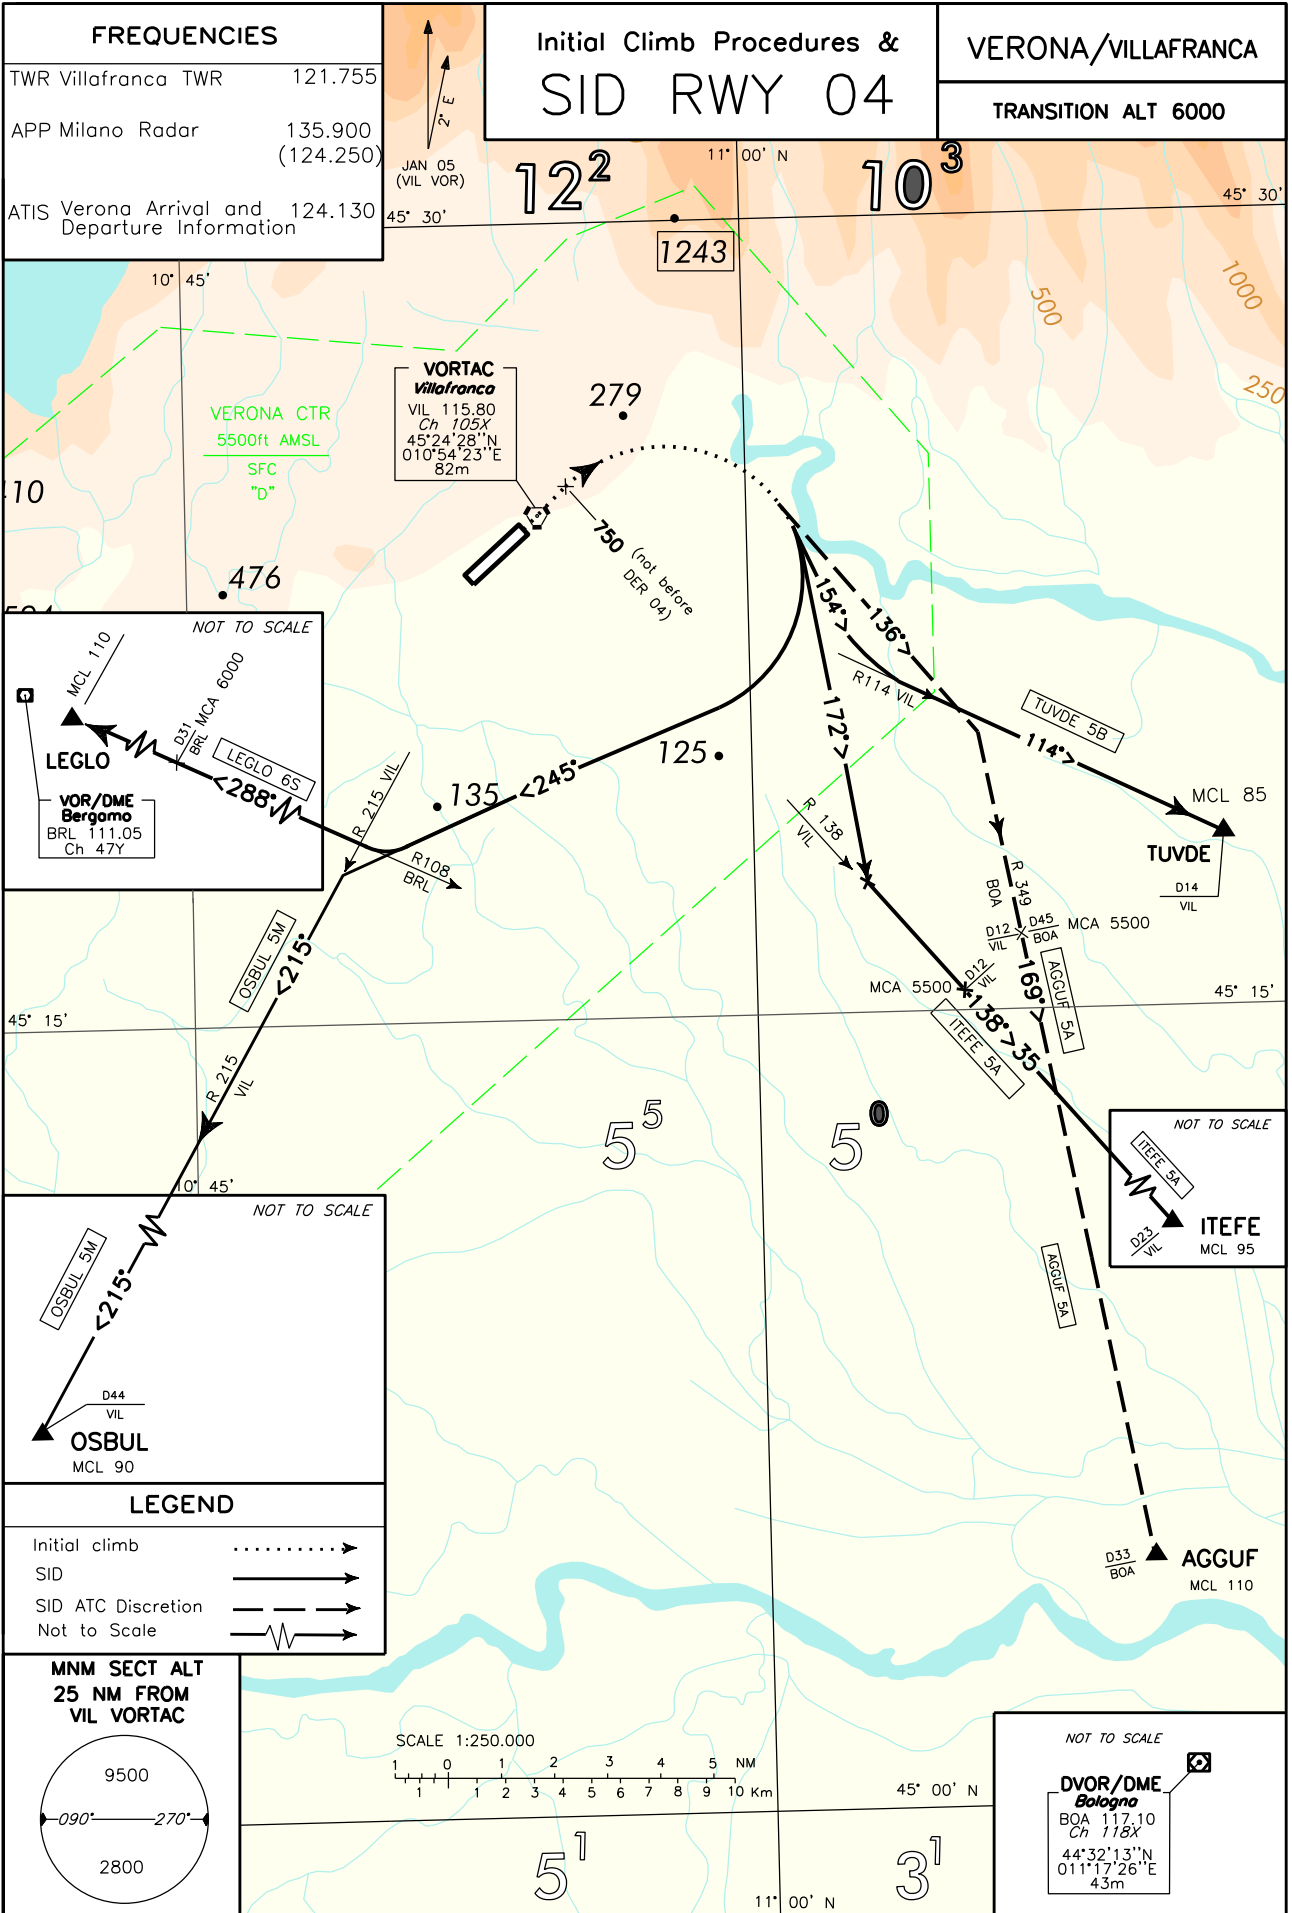 FREQUENCIES
TWR Villafranca TWR 121.755
APP Milano Radar 135.900
(124.250)
ATIS Verona Arrival and 124.130
Departure Information
2° E
JAN 05
(VIL VOR)
Initial Climb Procedures &
SID RWY 04
VERONA/VILLAFRANCA
TRANSITION ALT 6000
12²
11° 00' N
10³
45° 30'
45° 30'
1243
10° 45'
500
1000
250
VERONA CTR
5500ft AMSL
SFC
"D"
VORTAC
Villafranca
VIL 115.80
Ch 105X
45°24'28''N
010°54'23''E
82m
279
750 (not before
DER 04)
476
154°>
136°>
172°>
R114 VIL
TUVDE 5B
114°>
MCL 85
TUVDE
D14
VIL
NOT TO SCALE
MCL 110
D31
BRL MCA 6000
LEGLO
LEGLO 6S
<288°
VOR/DME
Bergamo
BRL 111.05
Ch 47Y
R 215 VIL
R108
BRL
135
<245°
125
R 138
VIL
R 349
BOA
D12
VIL
D45
BOA
MCA 5500
MCA 5500
D12
VIL
169°>
AGGUF 5A
138°>35
ITEFE 5A
OSBUL 5M
<215°
45° 15'
45° 15'
R 215
VIL
5⁵
5⁰
10° 45'
NOT TO SCALE
ITEFE 5A
D23
VIL
ITEFE
MCL 95
AGGUF 5A
NOT TO SCALE
OSBUL 5M
<215°
D44
VIL
OSBUL
MCL 90
D33
BOA
AGGUF
MCL 110
LEGEND
Initial climb
SID
SID ATC Discretion
Not to Scale
MNM SECT ALT
25 NM FROM
VIL VORTAC
9500
090° 270°
2800
SCALE 1:250.000
1 0 1 2 3 4 5 NM
1 1 2 3 4 5 6 7 8 9 10 Km
45° 00' N
5¹
3¹
11° 00' N
NOT TO SCALE
DVOR/DME
Bologna
BOA 117.10
Ch 118X
44°32'13''N
011°17'26''E
43m